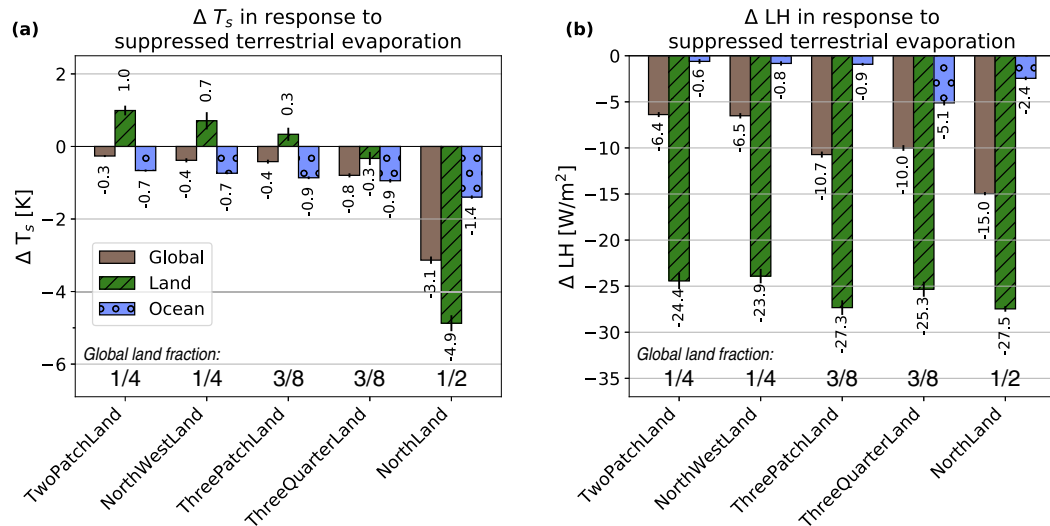 (a)
Δ Tₛ in response to
suppressed terrestrial evaporation
Δ Tₛ [K]
2
0
−2
−4
−6
1.0
0.7
0.3
-0.3
-0.7
-0.4
-0.7
-0.4
-0.9
-0.8
-0.3
-0.9
-3.1
-4.9
-1.4
Global
Land
Ocean
Global land fraction:
1/4 1/4 3/8 3/8 1/2
TwoPatchLand
NorthWestLand
ThreePatchLand
ThreeQuarterLand
NorthLand
(b)
Δ LH in response to
suppressed terrestrial evaporation
Δ LH [W/m²]
0
−5
−10
−15
−20
−25
−30
−35
-6.4
-24.4
-0.6
-6.5
-23.9
-0.8
-10.7
-27.3
-0.9
-10.0
-25.3
-5.1
-15.0
-27.5
-2.4
1/4 1/4 3/8 3/8 1/2
TwoPatchLand
NorthWestLand
ThreePatchLand
ThreeQuarterLand
NorthLand